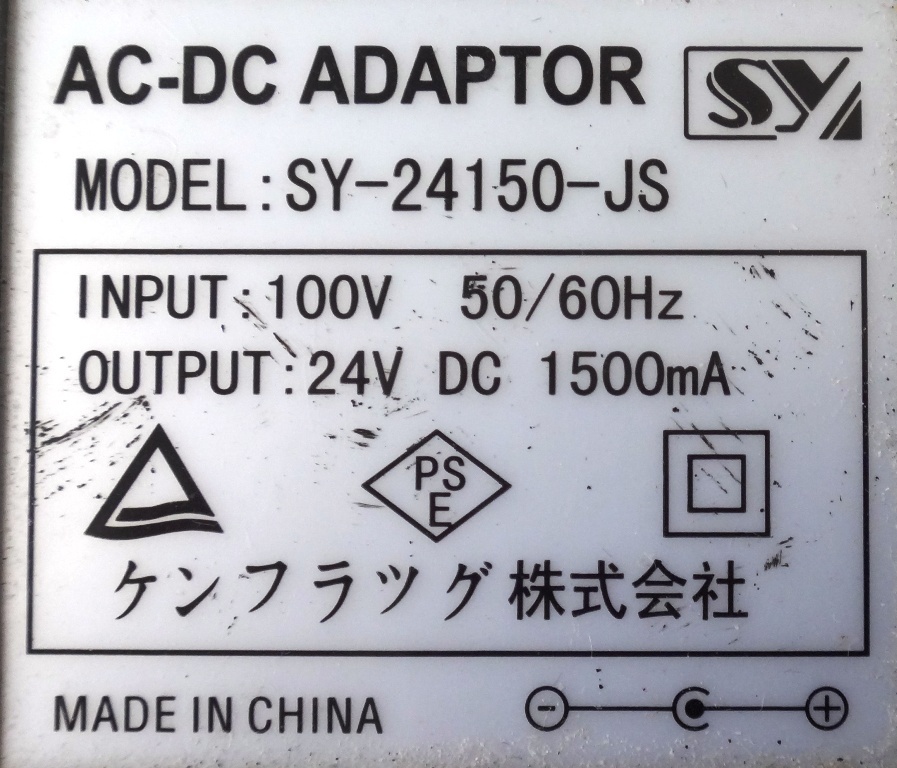 AC-DC ADAPTOR
SY
MODEL:SY-24150-JS
INPUT:100V 50/60Hz
OUTPUT:24V DC 1500mA
PS
E
ケンフラツグ株式会社
MADE IN CHINA